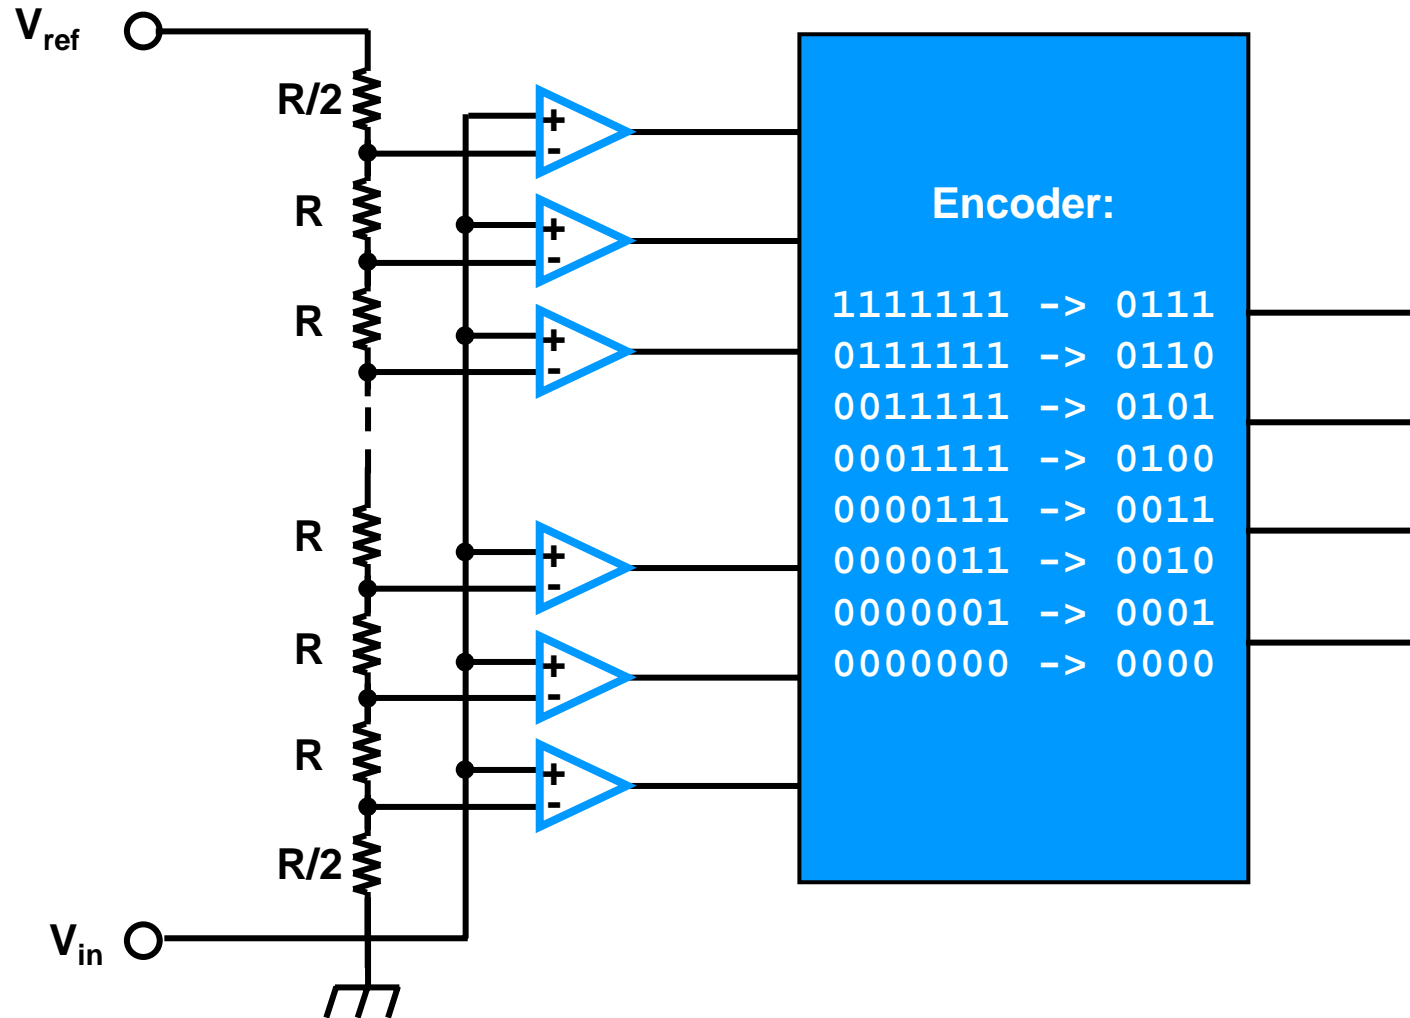 Vref
R/2
+
-
R
+
-
R
+
-
R
+
-
R
+
-
R
+
-
R/2
Vin
Encoder:
1111111 -> 0111
0111111 -> 0110
0011111 -> 0101
0001111 -> 0100
0000111 -> 0011
0000011 -> 0010
0000001 -> 0001
0000000 -> 0000